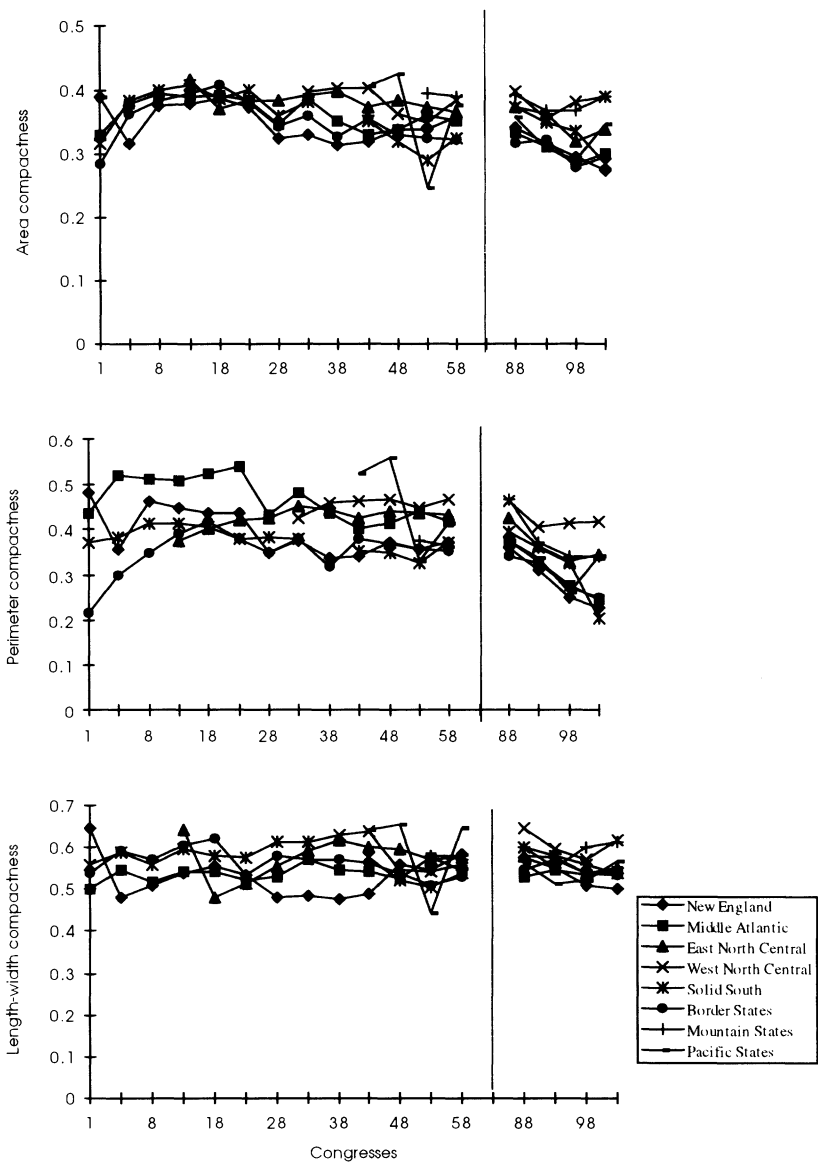 0.5
0.4
0.3
0.2
0.1
0
Area compactness
1 8 18 28 38 48 58 88 98
0.6
0.5
0.4
0.3
0.2
0.1
0
Perimeter compactness
1 8 18 28 38 48 58 88 98
0.7
0.6
0.5
0.4
0.3
0.2
0.1
0
Length-width compactness
1 8 18 28 38 48 58 88 98
Congresses
New England
Middle Atlantic
East North Central
West North Central
Solid South
Border States
Mountain States
Pacific States